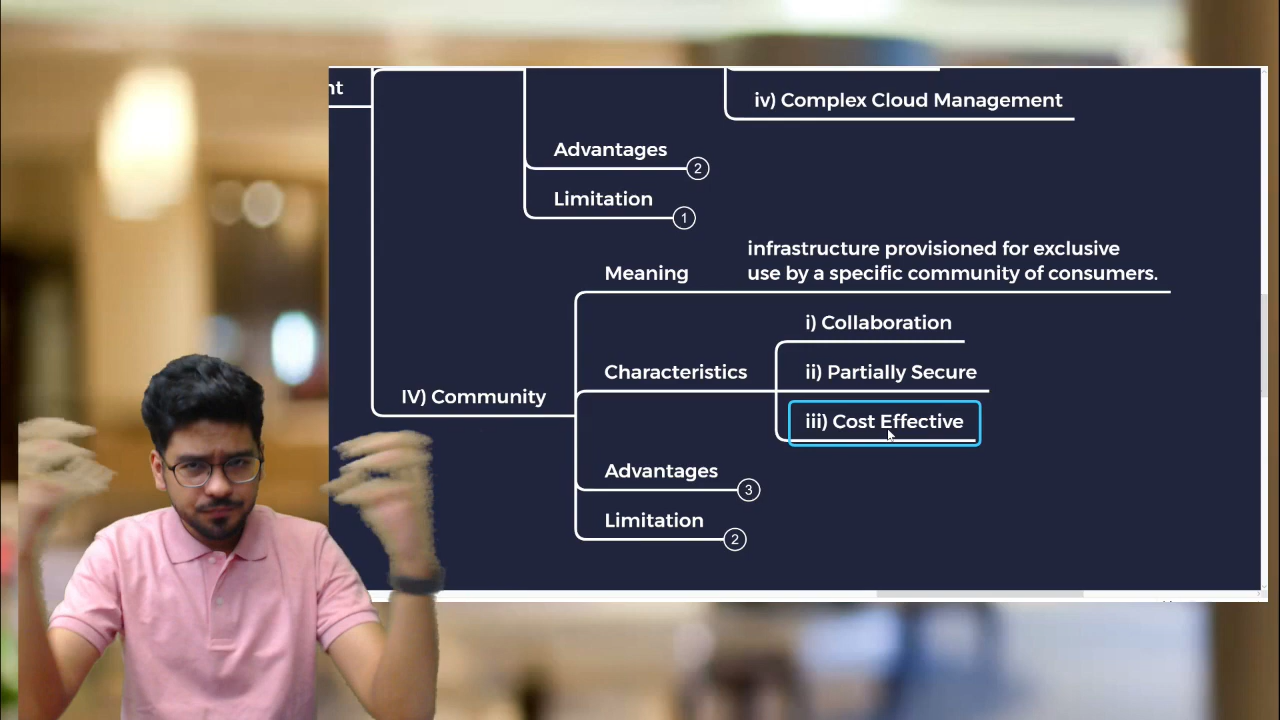 nt
iv) Complex Cloud Management
Advantages
2
Limitation
1
Meaning
infrastructure provisioned for exclusive
use by a specific community of consumers.
IV) Community
Characteristics
i) Collaboration
ii) Partially Secure
iii) Cost Effective
Advantages
3
Limitation
2